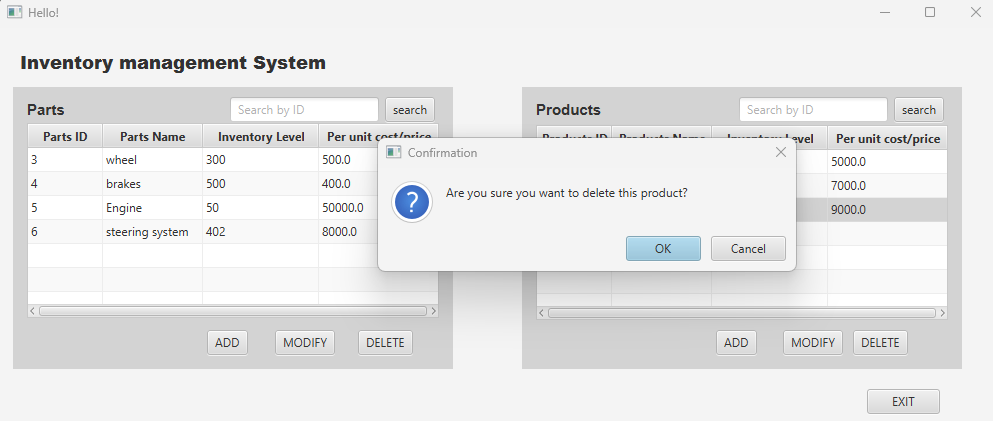 Hello!
Inventory management System
Parts
Search by ID
search
Parts ID Parts Name Inventory Level Per unit cost/price
3 wheel 300 500.0
4 brakes 500 400.0
5 Engine 50 50000.0
6 steering system 402 8000.0
ADD MODIFY DELETE
Products
Search by ID
search
Products ID Products Name Inventory Level Per unit cost/price
5000.0
7000.0
9000.0
ADD MODIFY DELETE
Confirmation
?
Are you sure you want to delete this product?
OK Cancel
EXIT